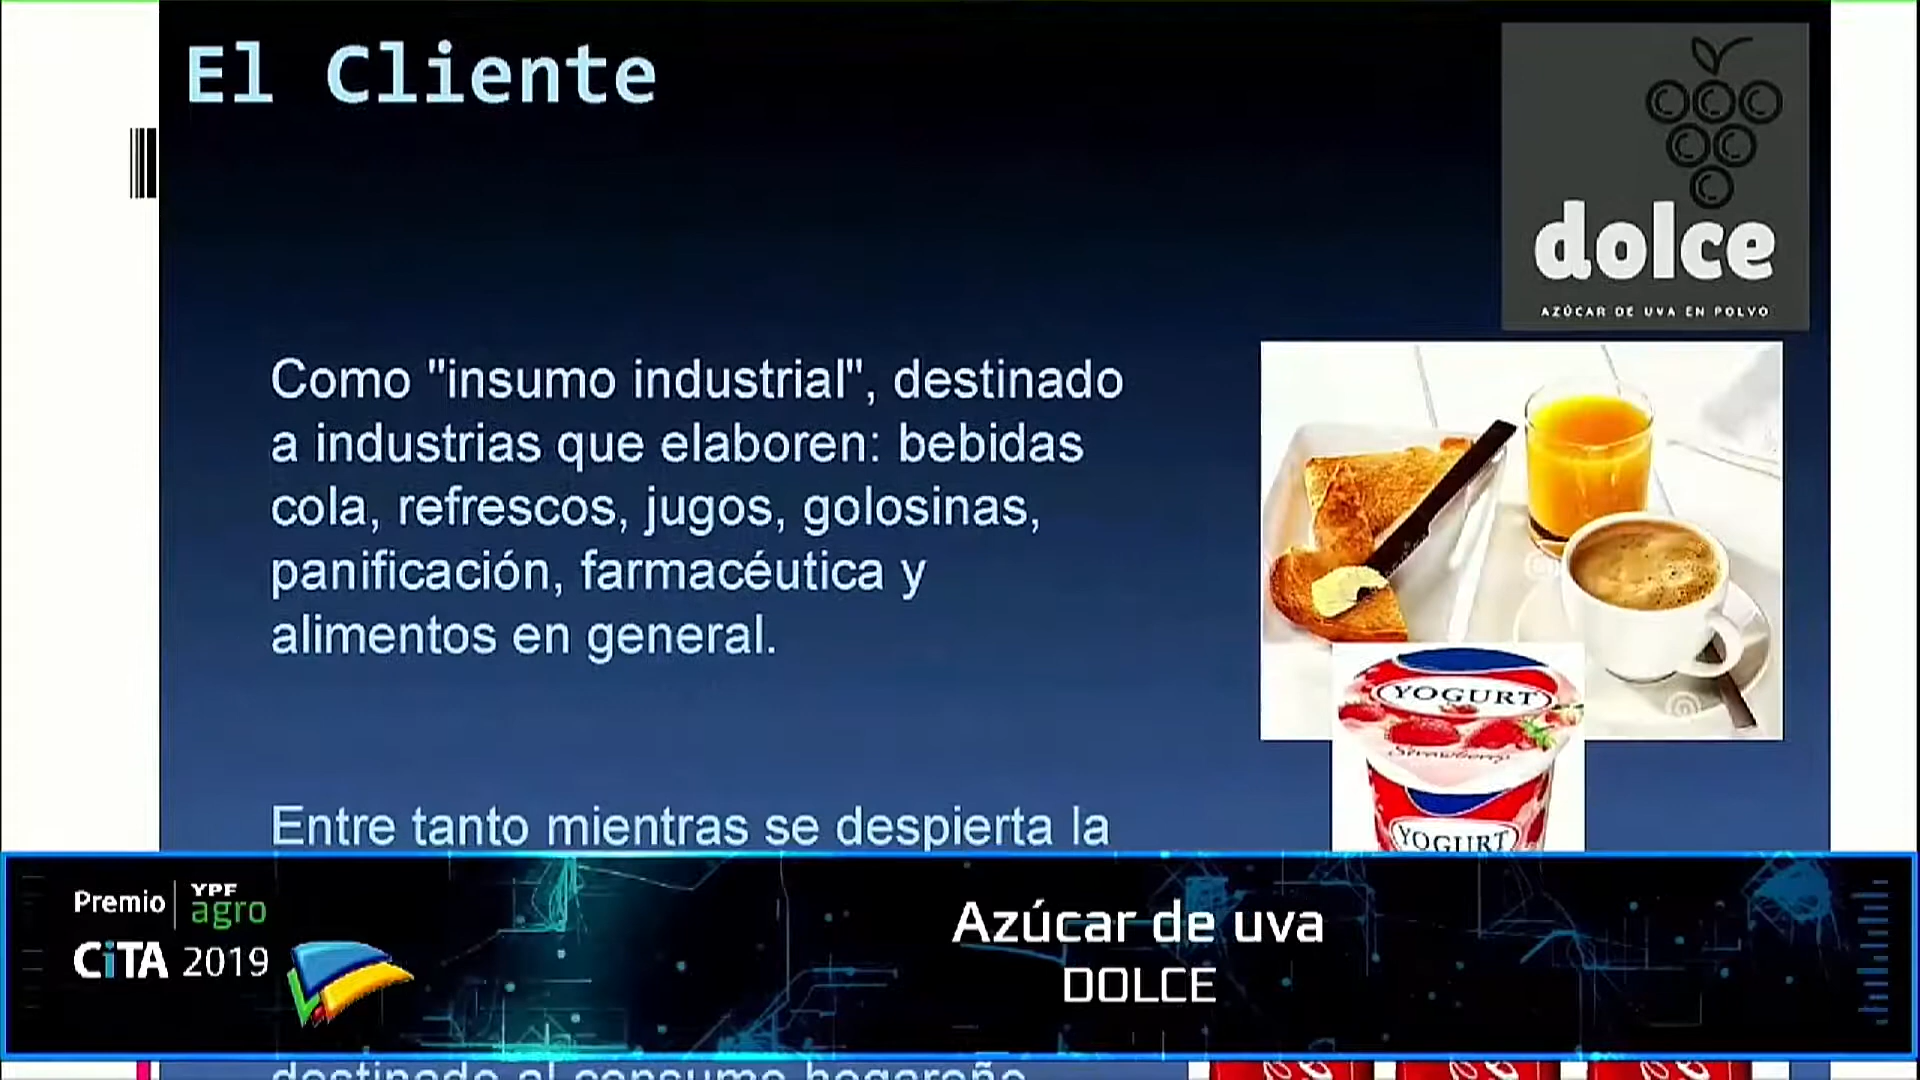 El Cliente
dolce
AZÚCAR DE UVA EN POLVO
Como "insumo industrial", destinado
a industrias que elaboren: bebidas
cola, refrescos, jugos, golosinas,
panificación, farmacéutica y
alimentos en general.
YOGURT
Strawberry
YOGURT
Entre tanto mientras se despierta la
Premio YPF agro
CiTA 2019
Azúcar de uva
DOLCE
destinado al consumo hogareño